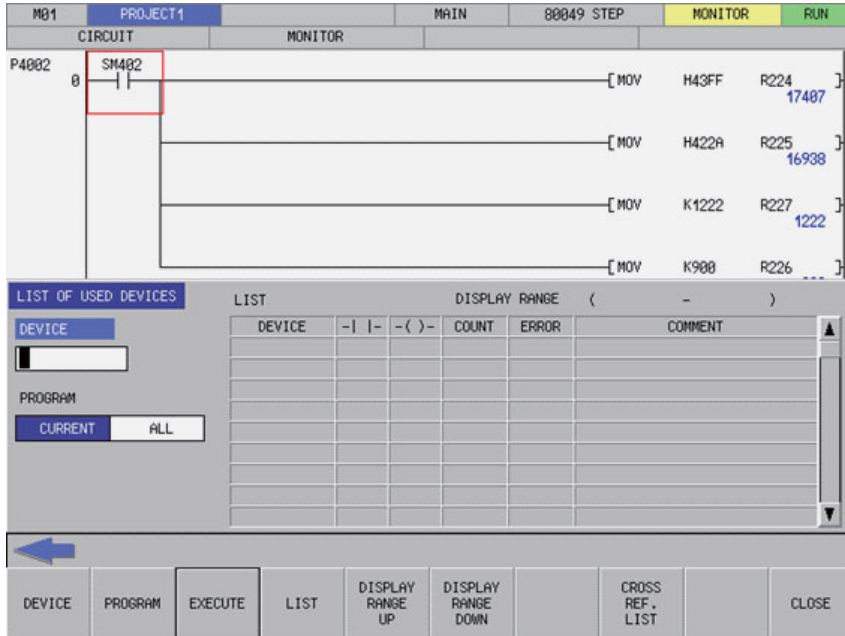 M01 PROJECT1 MAIN 80049 STEP MONITOR RUN
CIRCUIT MONITOR
P4002
0 SM402 [ MOV H43FF R224 ]
17407
[ MOV H422A R225 ]
16938
[ MOV K1222 R227 ]
1222
[ MOV K900 R226 ]
LIST OF USED DEVICES LIST DISPLAY RANGE ( - )
DEVICE
DEVICE -| |- -( )- COUNT ERROR COMMENT
PROGRAM
CURRENT ALL
DEVICE PROGRAM EXECUTE LIST DISPLAY RANGE UP DISPLAY RANGE DOWN CROSS REF. LIST CLOSE